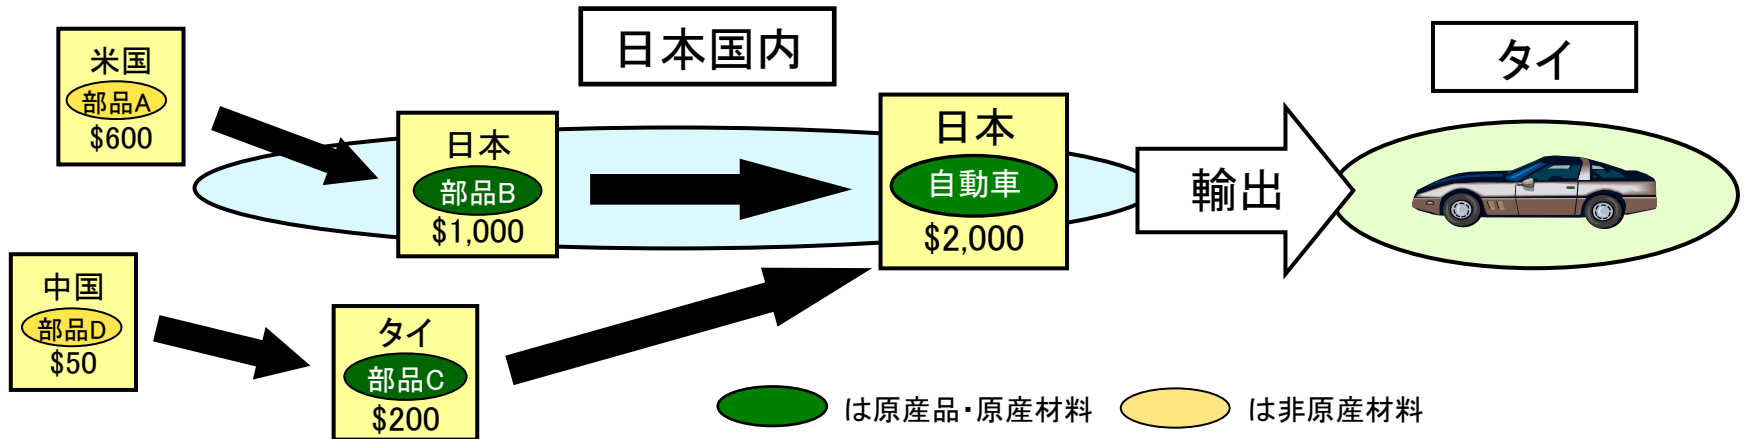 日本国内
タイ
米国
部品A
$600
日本
部品B
$1,000
日本
自動車
$2,000
輸出
中国
部品D
$50
タイ
部品C
$200
は原産品・原産材料
は非原産材料